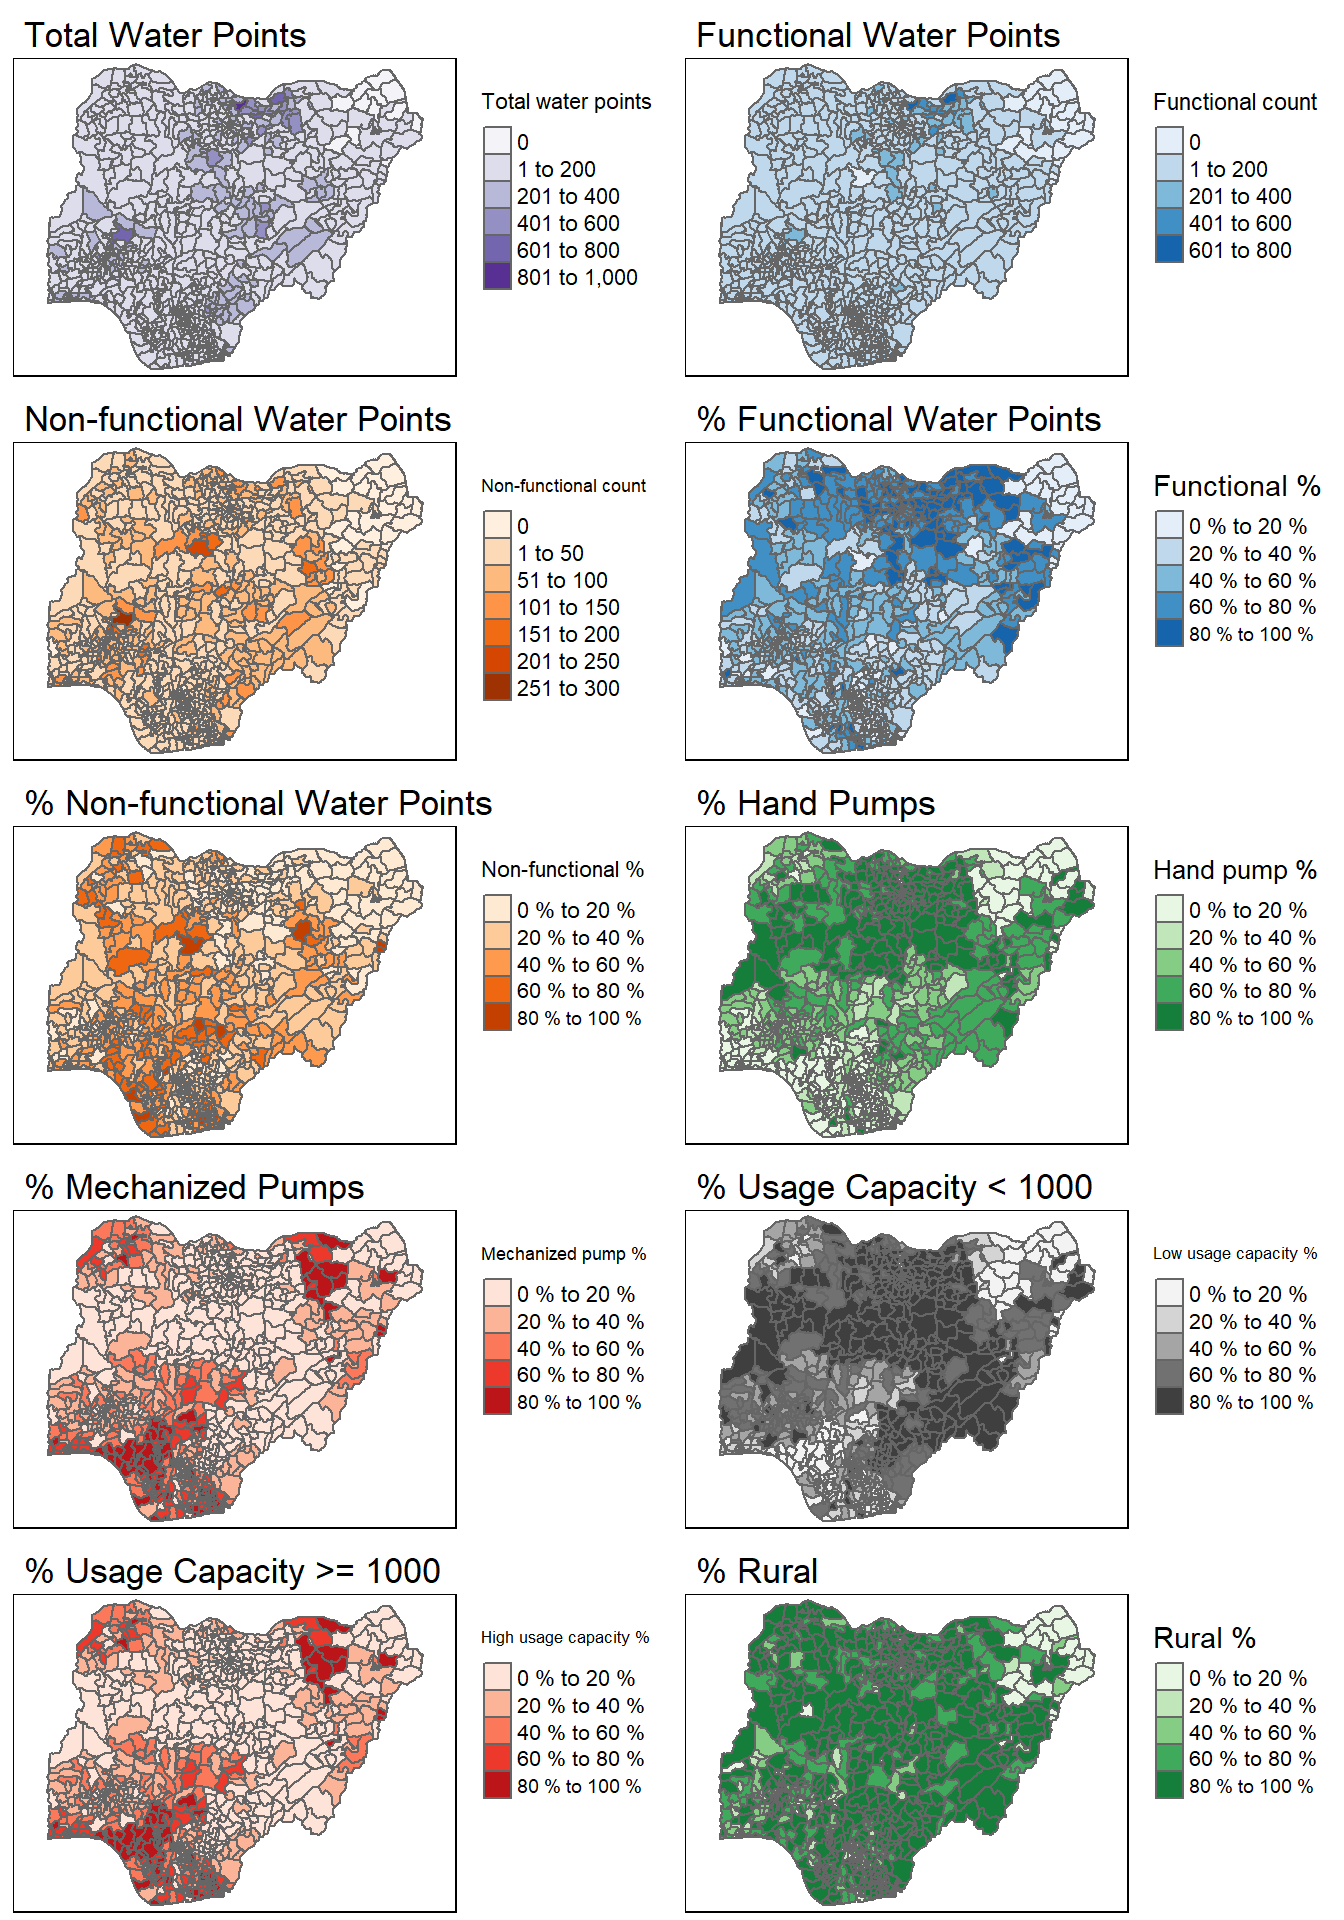 Total Water Points
Total water points
0
1 to 200
201 to 400
401 to 600
601 to 800
801 to 1,000
Functional Water Points
Functional count
0
1 to 200
201 to 400
401 to 600
601 to 800
Non-functional Water Points
Non-functional count
0
1 to 50
51 to 100
101 to 150
151 to 200
201 to 250
251 to 300
% Functional Water Points
Functional %
0 % to 20 %
20 % to 40 %
40 % to 60 %
60 % to 80 %
80 % to 100 %
% Non-functional Water Points
Non-functional %
0 % to 20 %
20 % to 40 %
40 % to 60 %
60 % to 80 %
80 % to 100 %
% Hand Pumps
Hand pump %
0 % to 20 %
20 % to 40 %
40 % to 60 %
60 % to 80 %
80 % to 100 %
% Mechanized Pumps
Mechanized pump %
0 % to 20 %
20 % to 40 %
40 % to 60 %
60 % to 80 %
80 % to 100 %
% Usage Capacity < 1000
Low usage capacity %
0 % to 20 %
20 % to 40 %
40 % to 60 %
60 % to 80 %
80 % to 100 %
% Usage Capacity >= 1000
High usage capacity %
0 % to 20 %
20 % to 40 %
40 % to 60 %
60 % to 80 %
80 % to 100 %
% Rural
Rural %
0 % to 20 %
20 % to 40 %
40 % to 60 %
60 % to 80 %
80 % to 100 %